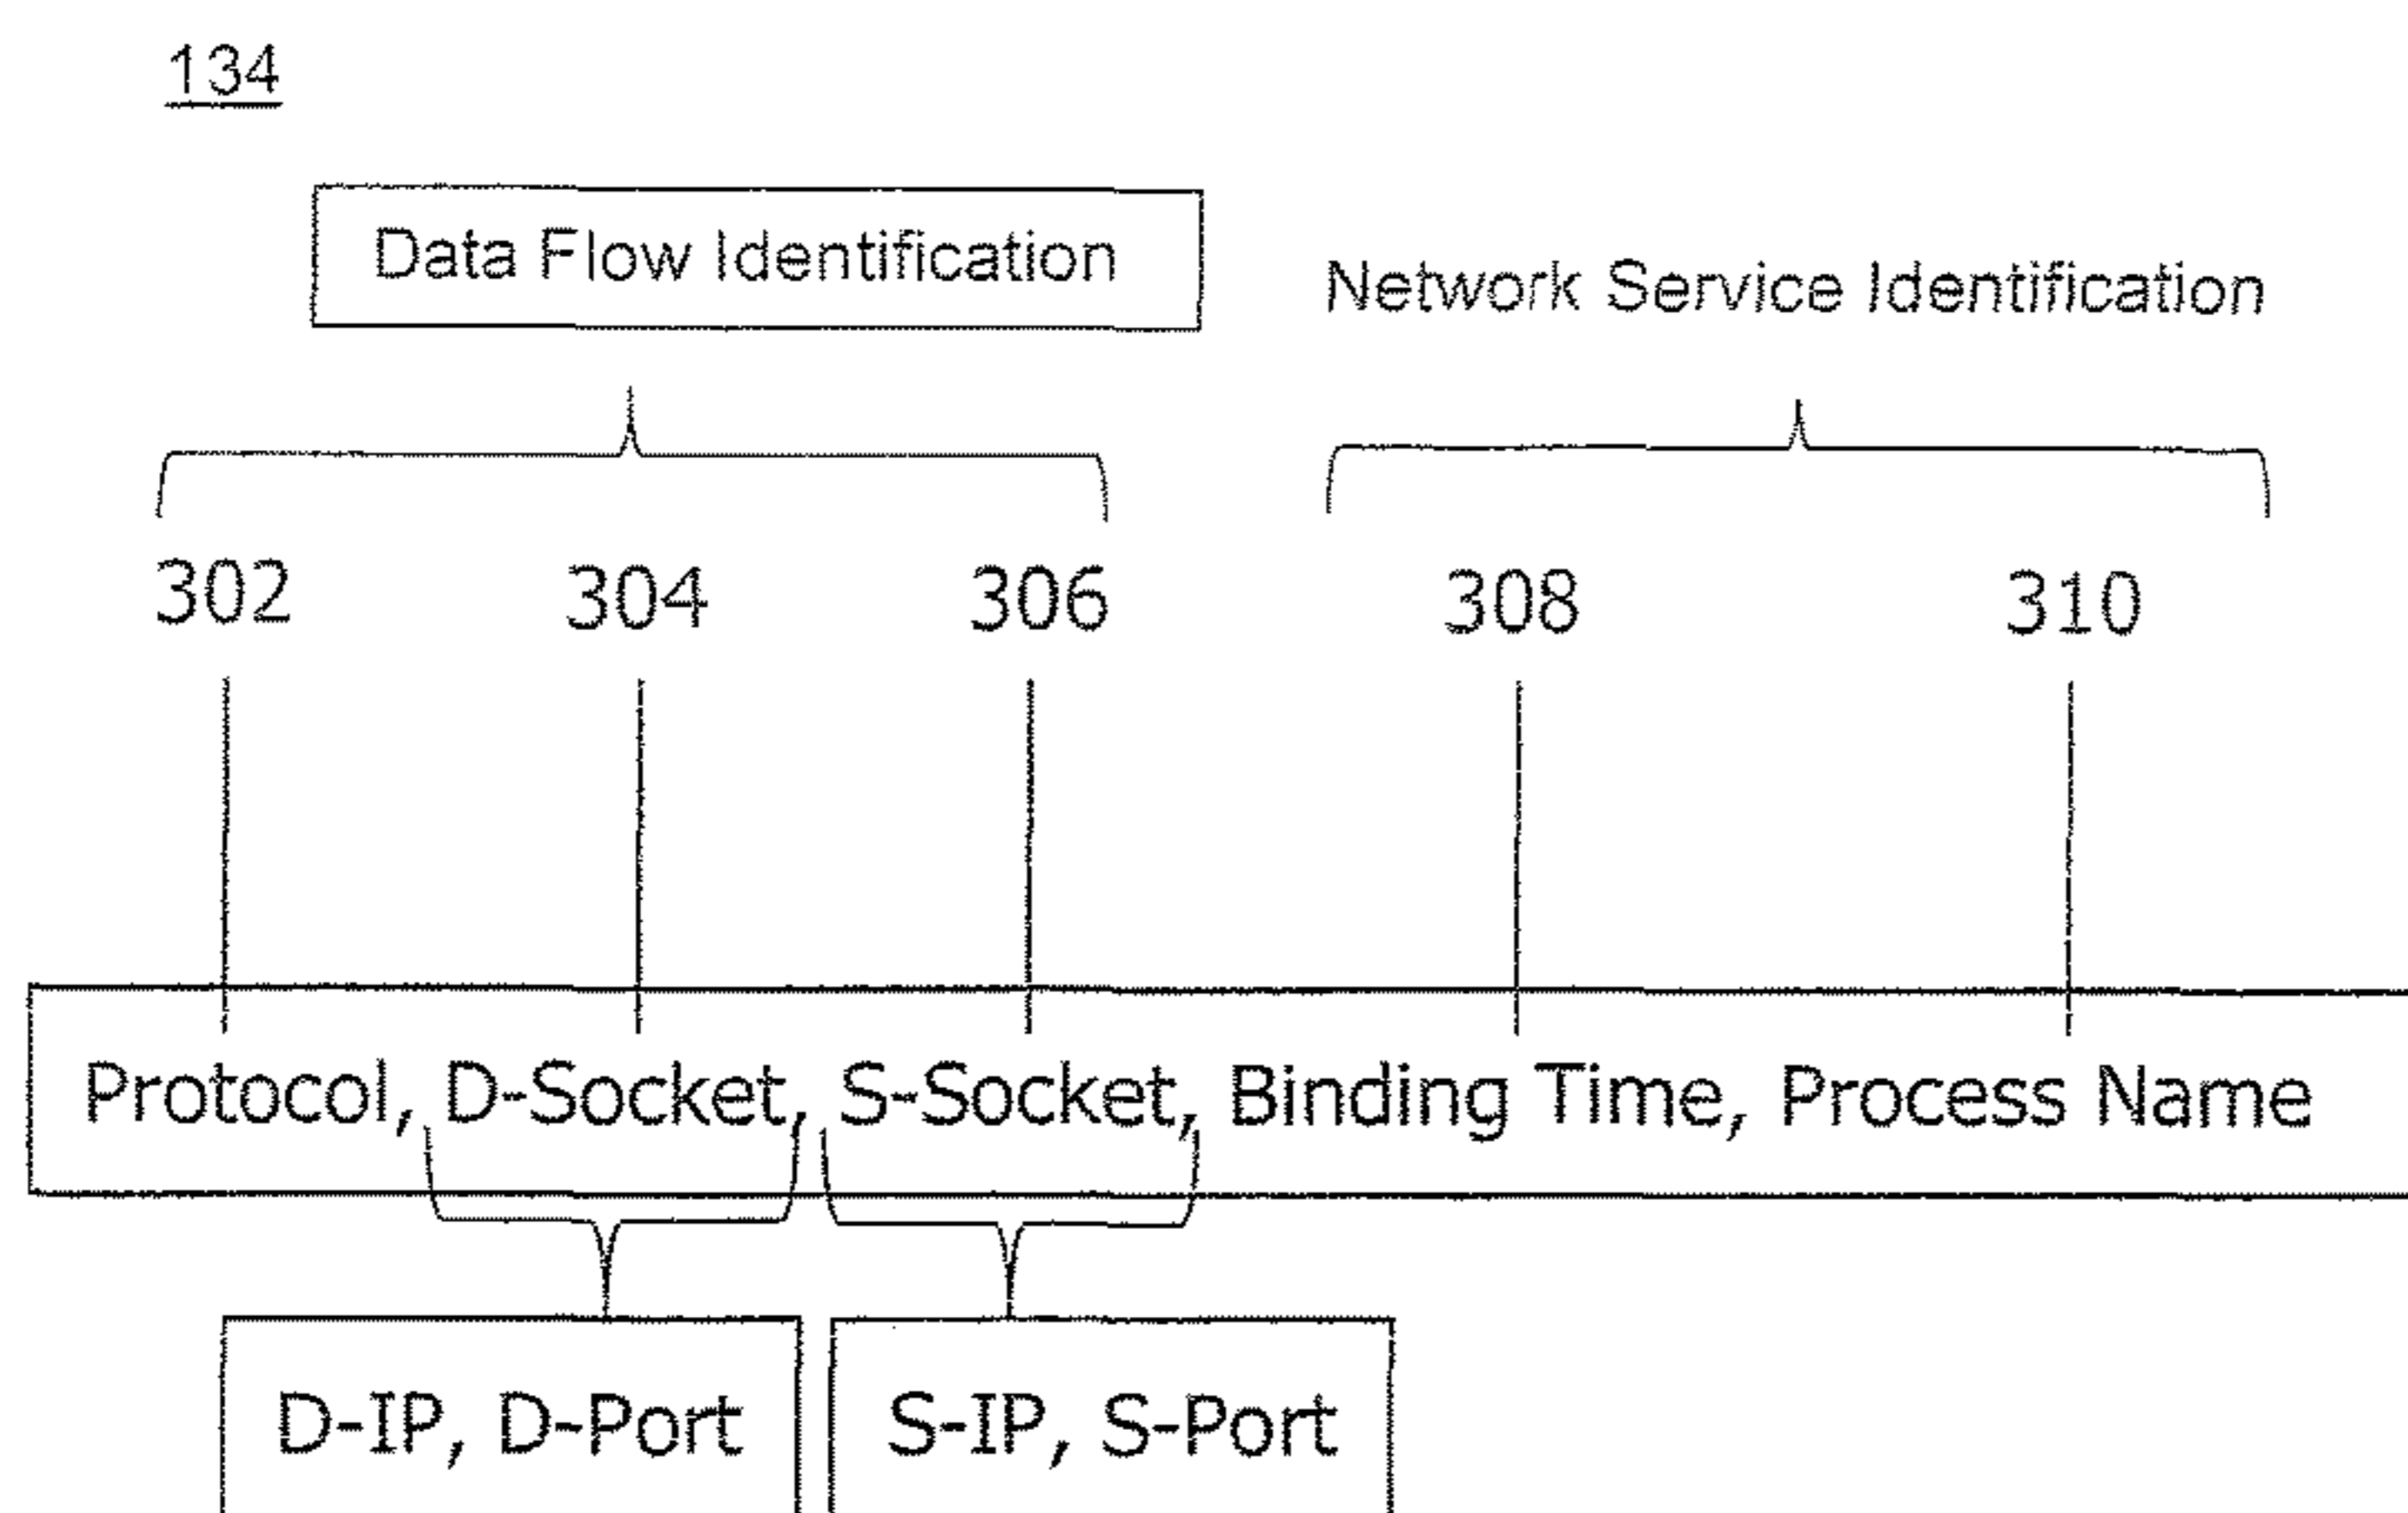 134
Data Flow Identification
Network Service Identification
302 304 306 308 310
Protocol, D-Socket, S-Socket, Binding Time, Process Name
D-IP, D-Port S-IP, S-Port